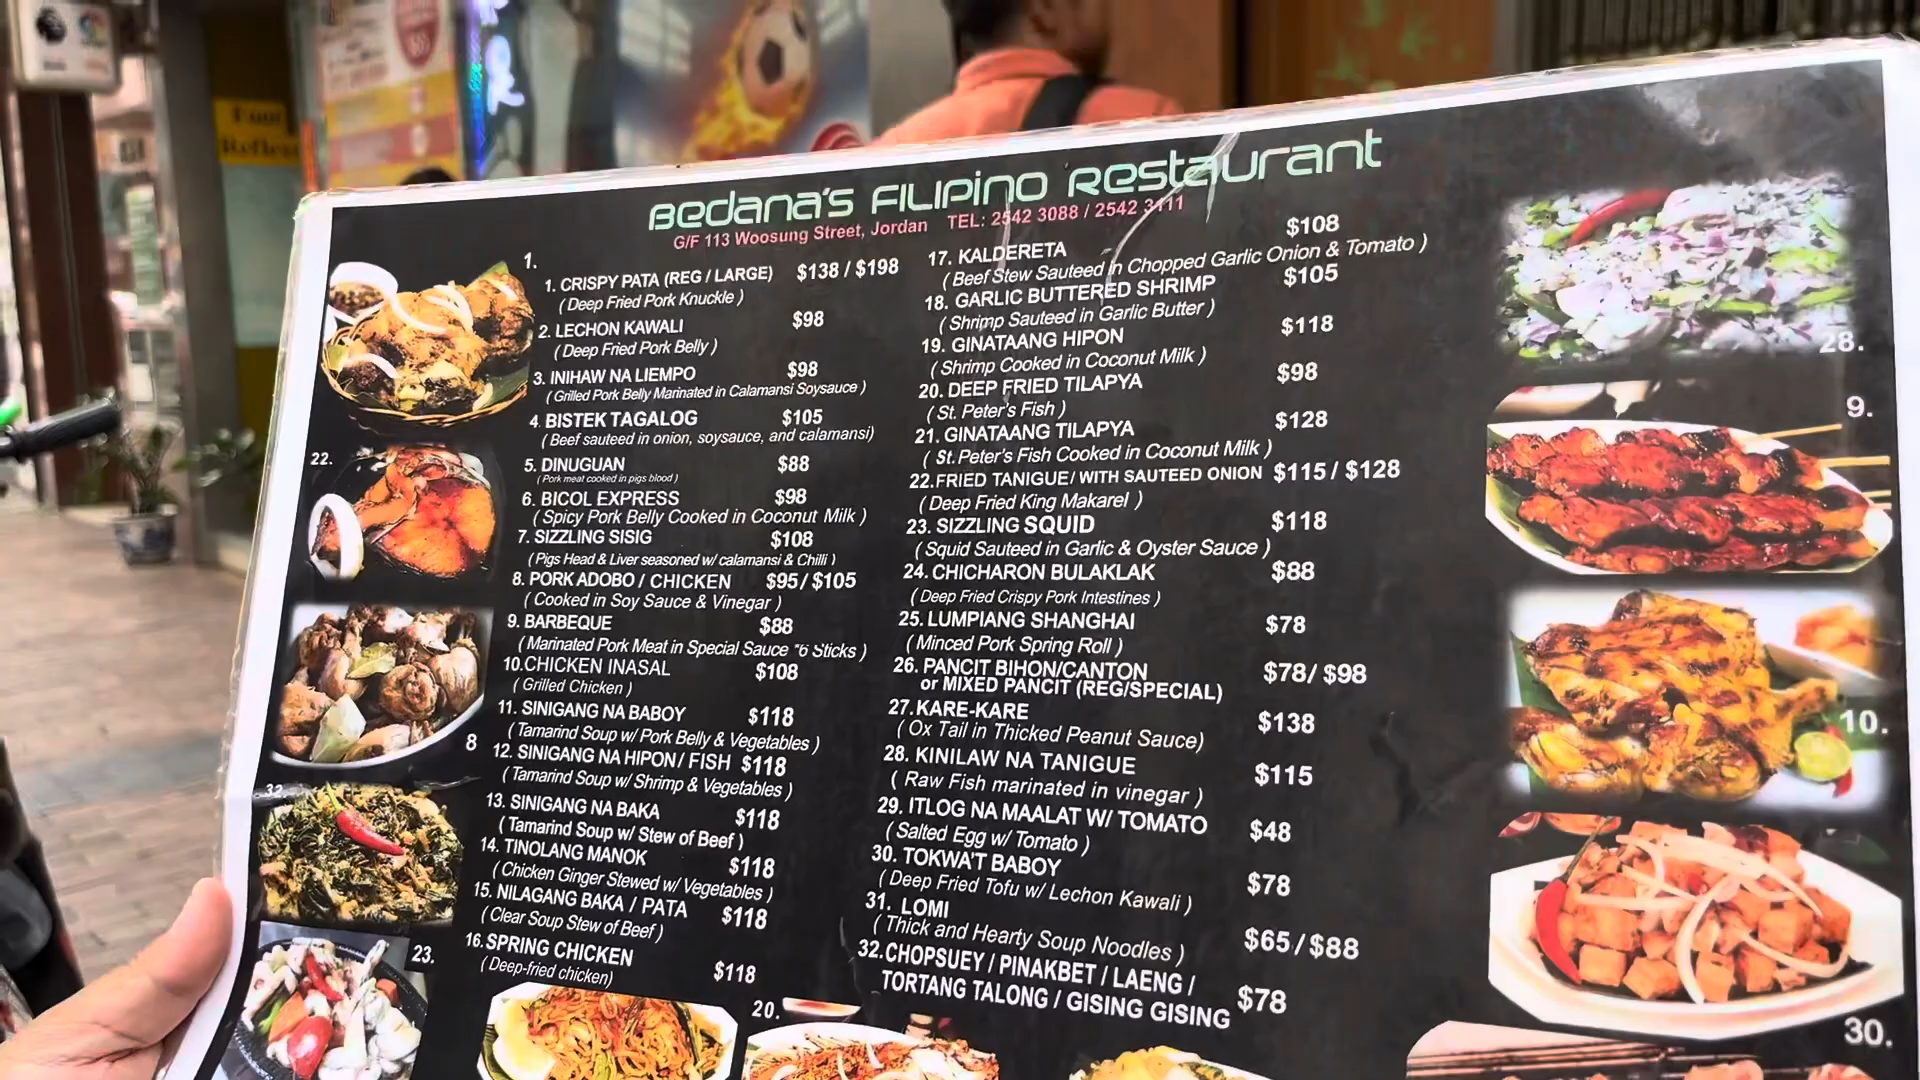 Foot
Reflex
BEDANA'S FILIPINO RESTAURANT
G/F 113 Woosung Street, Jordan TEL: 2542 3088 / 2542 3111
1.
1. CRISPY PATA (REG / LARGE) $138 / $198
( Deep Fried Pork Knuckle )
2. LECHON KAWALI $98
( Deep Fried Pork Belly )
3. INIHAW NA LIEMPO $98
( Grilled Pork Belly Marinated in Calamansi Soysauce )
4. BISTEK TAGALOG $105
( Beef sauteed in onion, soysauce, and calamansi)
5. DINUGUAN $88
( Pork meat cooked in pigs blood )
6. BICOL EXPRESS $98
( Spicy Pork Belly Cooked in Coconut Milk )
7. SIZZLING SISIG $108
( Pigs Head & Liver seasoned w/ calamansi & Chilli )
8. PORK ADOBO / CHICKEN $95/ $105
( Cooked in Soy Sauce & Vinegar )
9. BARBEQUE $88
( Marinated Pork Meat in Special Sauce "6 Sticks )
10.CHICKEN INASAL $108
( Grilled Chicken )
11. SINIGANG NA BABOY $118
( Tamarind Soup w/ Pork Belly & Vegetables )
12. SINIGANG NA HIPON / FISH $118
( Tamarind Soup w/ Shrimp & Vegetables )
13. SINIGANG NA BAKA $118
( Tamarind Soup w/ Stew of Beef )
14. TINOLANG MANOK $118
( Chicken Ginger Stewed w/ Vegetables )
15. NILAGANG BAKA / PATA $118
( Clear Soup Stew of Beef )
16. SPRING CHICKEN $118
( Deep-fried chicken)
17. KALDERETA $108
( Beef Stew Sauteed in Chopped Garlic Onion & Tomato )
18. GARLIC BUTTERED SHRIMP $105
( Shrimp Sauteed in Garlic Butter )
19. GINATAANG HIPON $118
( Shrimp Cooked in Coconut Milk )
20. DEEP FRIED TILAPYA $98
( St. Peter's Fish )
21. GINATAANG TILAPYA $128
( St. Peter's Fish Cooked in Coconut Milk )
22.FRIED TANIGUE/ WITH SAUTEED ONION $115 / $128
( Deep Fried King Makarel )
23. SIZZLING SQUID $118
( Squid Sauteed in Garlic & Oyster Sauce )
24. CHICHARON BULAKLAK $88
( Deep Fried Crispy Pork Intestines )
25. LUMPIANG SHANGHAI $78
( Minced Pork Spring Roll )
26. PANCIT BIHON/CANTON $78/ $98
or MIXED PANCIT (REG/SPECIAL)
27. KARE-KARE $138
( Ox Tail in Thicked Peanut Sauce)
28. KINILAW NA TANIGUE $115
( Raw Fish marinated in vinegar )
29. ITLOG NA MAALAT W/ TOMATO $48
( Salted Egg w/ Tomato )
30. TOKWA'T BABOY $78
( Deep Fried Tofu w/ Lechon Kawali )
31. LOMI $65/$88
( Thick and Hearty Soup Noodles )
32.CHOPSUEY / PINAKBET / LAENG /
TORTANG TALONG / GISING GISING $78
22.
8
32.
23.
20.
28.
9.
10.
30.